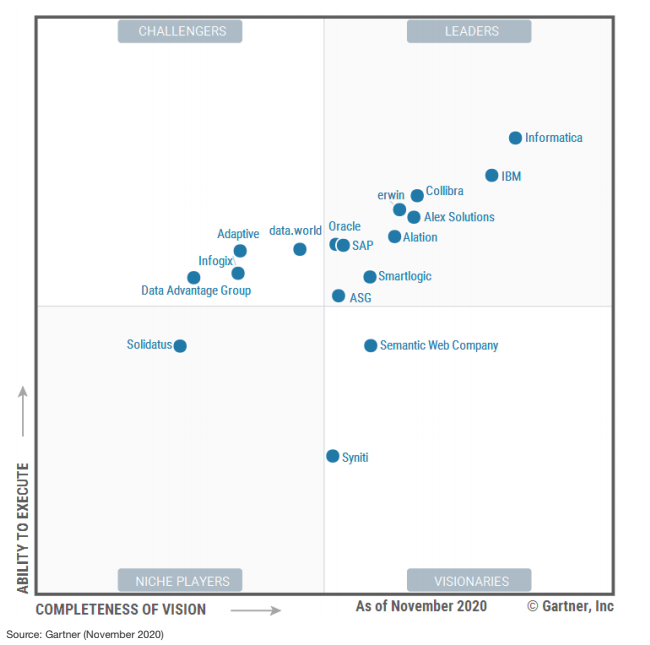 CHALLENGERS
LEADERS
Informatica
IBM
Collibra
erwin
Alex Solutions
Oracle
data.world
Adaptive
Alation
SAP
Infogix
Smartlogic
Data Advantage Group
ASG
Solidatus
Semantic Web Company
Syniti
ABILITY TO EXECUTE
NICHE PLAYERS
VISIONARIES
COMPLETENESS OF VISION
As of November 2020
© Gartner, Inc
Source: Gartner (November 2020)